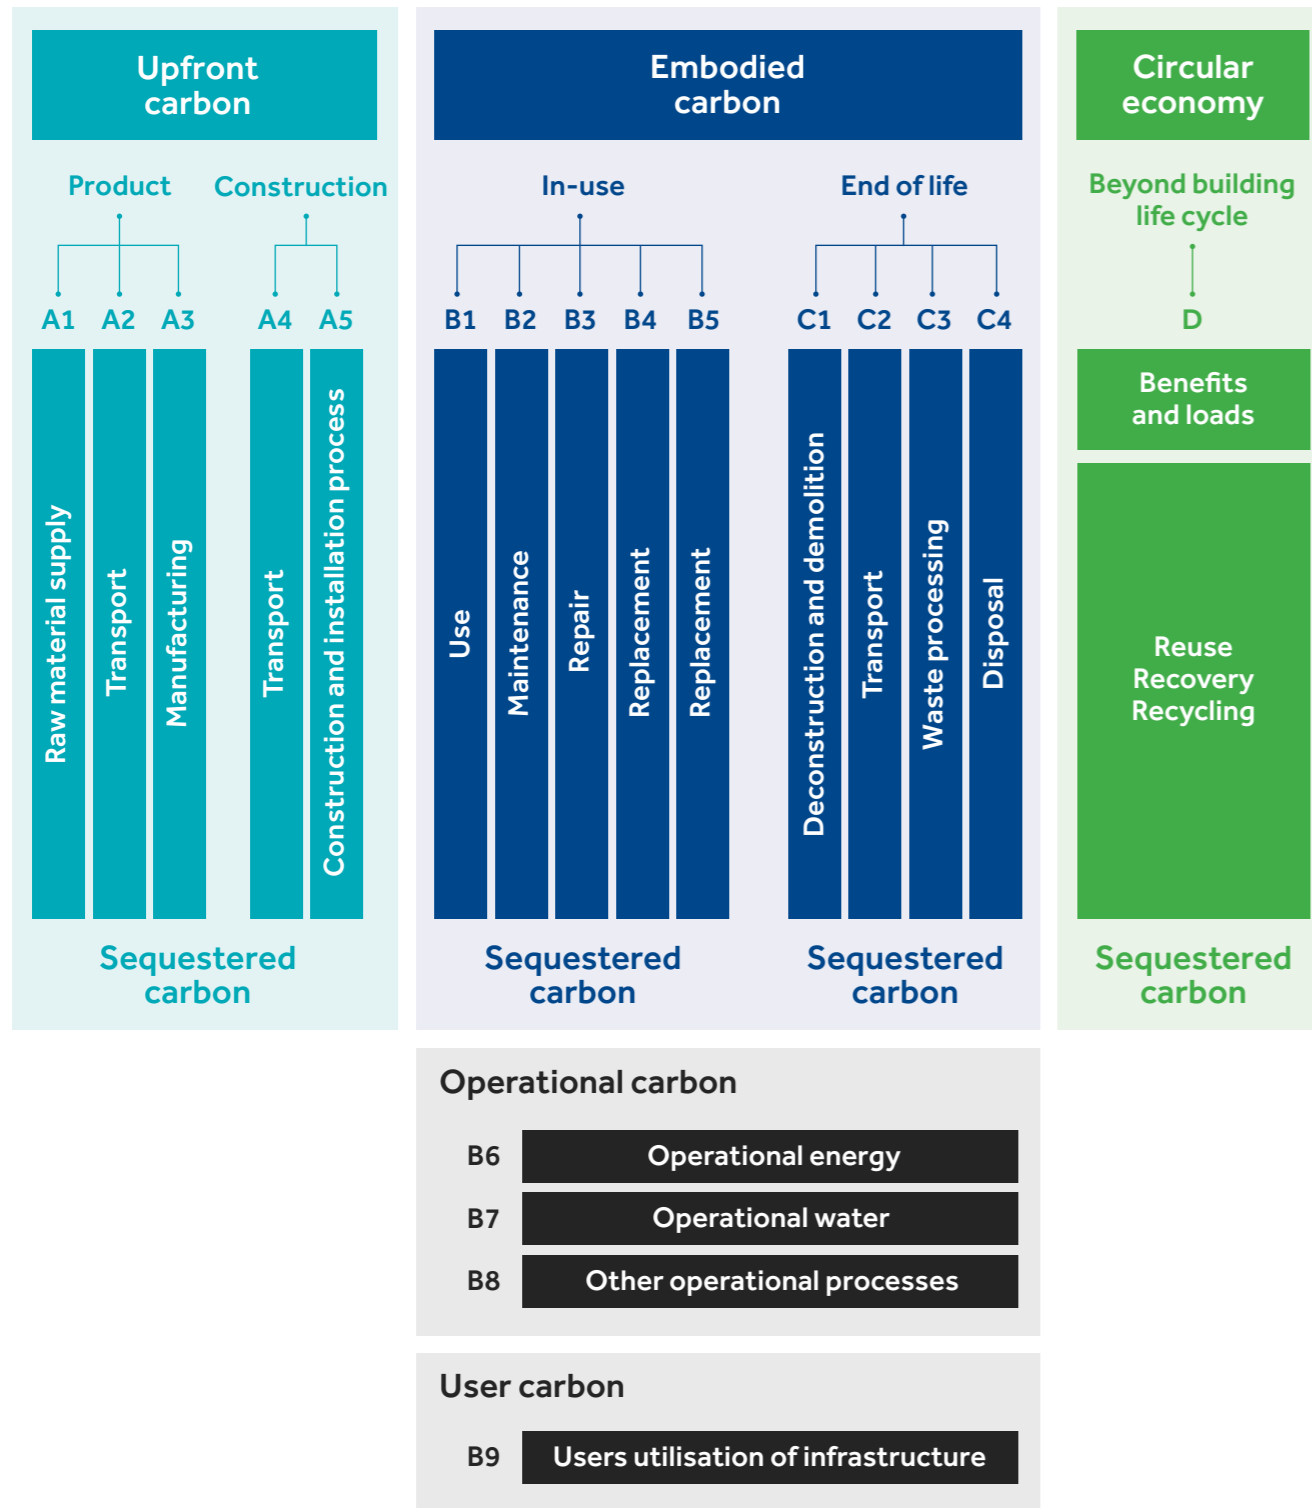 Upfront
carbon
Product
Construction
A1
A2
A3
A4
A5
Raw material supply
Transport
Manufacturing
Transport
Construction and installation process
Sequestered
carbon
Embodied
carbon
In-use
End of life
B1
B2
B3
B4
B5
C1
C2
C3
C4
Use
Maintenance
Repair
Replacement
Replacement
Deconstruction and demolition
Transport
Waste processing
Disposal
Sequestered
carbon
Sequestered
carbon
Circular
economy
Beyond building
life cycle
D
Benefits
and loads
Reuse
Recovery
Recycling
Sequestered
carbon
Operational carbon
B6 Operational energy
B7 Operational water
B8 Other operational processes
User carbon
B9 Users utilisation of infrastructure